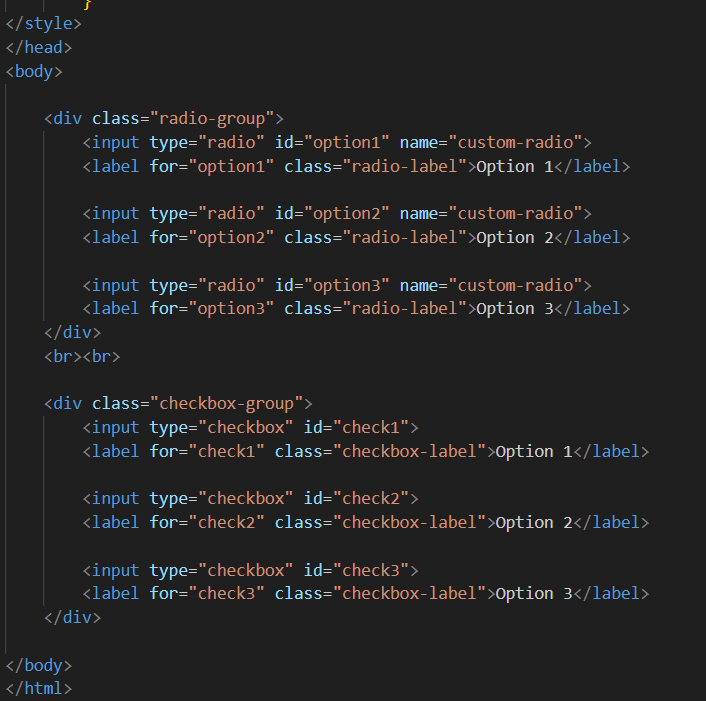 }
</style>
</head>
<body>
<div class="radio-group">
<input type="radio" id="option1" name="custom-radio">
<label for="option1" class="radio-label">Option 1</label>
<input type="radio" id="option2" name="custom-radio">
<label for="option2" class="radio-label">Option 2</label>
<input type="radio" id="option3" name="custom-radio">
<label for="option3" class="radio-label">Option 3</label>
</div>
<br><br>
<div class="checkbox-group">
<input type="checkbox" id="check1">
<label for="check1" class="checkbox-label">Option 1</label>
<input type="checkbox" id="check2">
<label for="check2" class="checkbox-label">Option 2</label>
<input type="checkbox" id="check3">
<label for="check3" class="checkbox-label">Option 3</label>
</div>
</body>
</html>